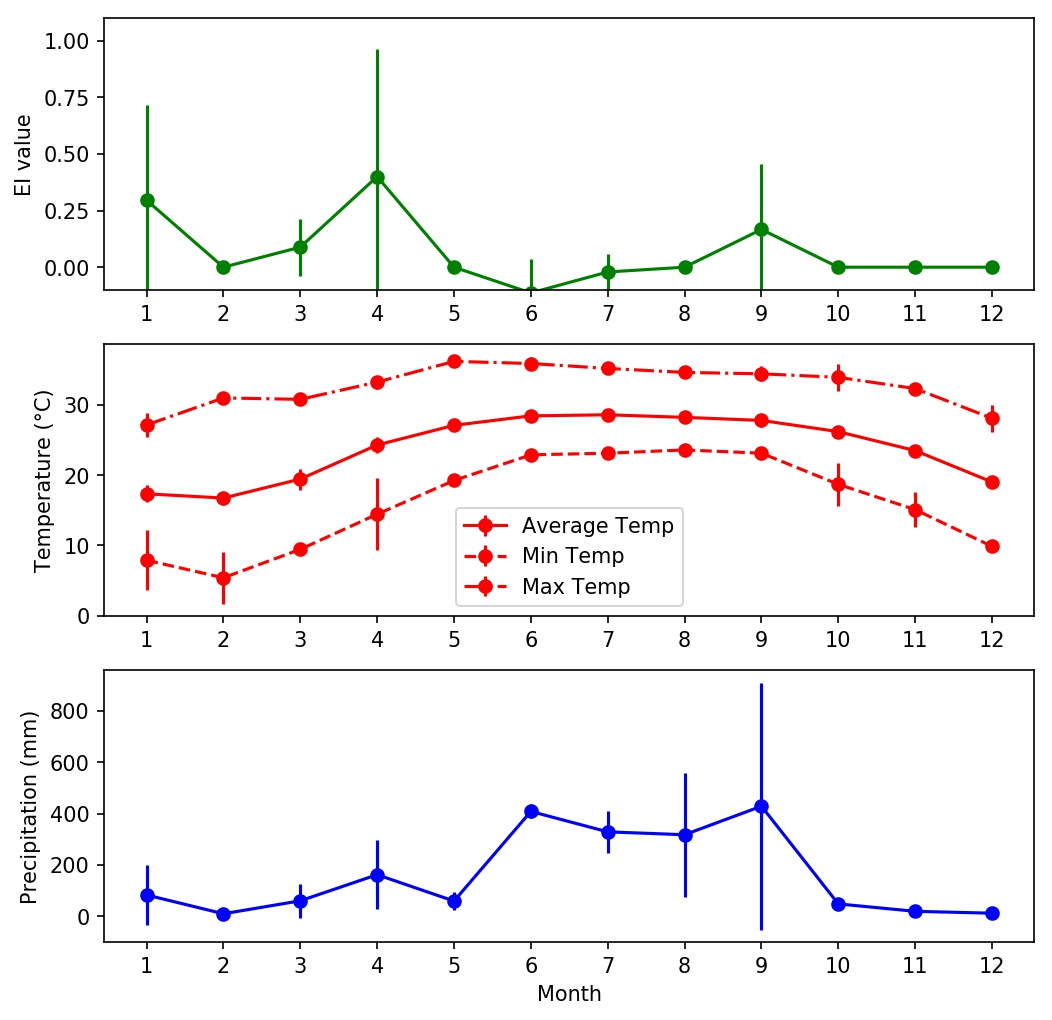 EI value
1.00
0.75
0.50
0.25
0.00
1 2 3 4 5 6 7 8 9 10 11 12
Temperature (°C)
30
20
10
0
Average Temp
Min Temp
Max Temp
1 2 3 4 5 6 7 8 9 10 11 12
Precipitation (mm)
800
600
400
200
0
1 2 3 4 5 6 7 8 9 10 11 12
Month